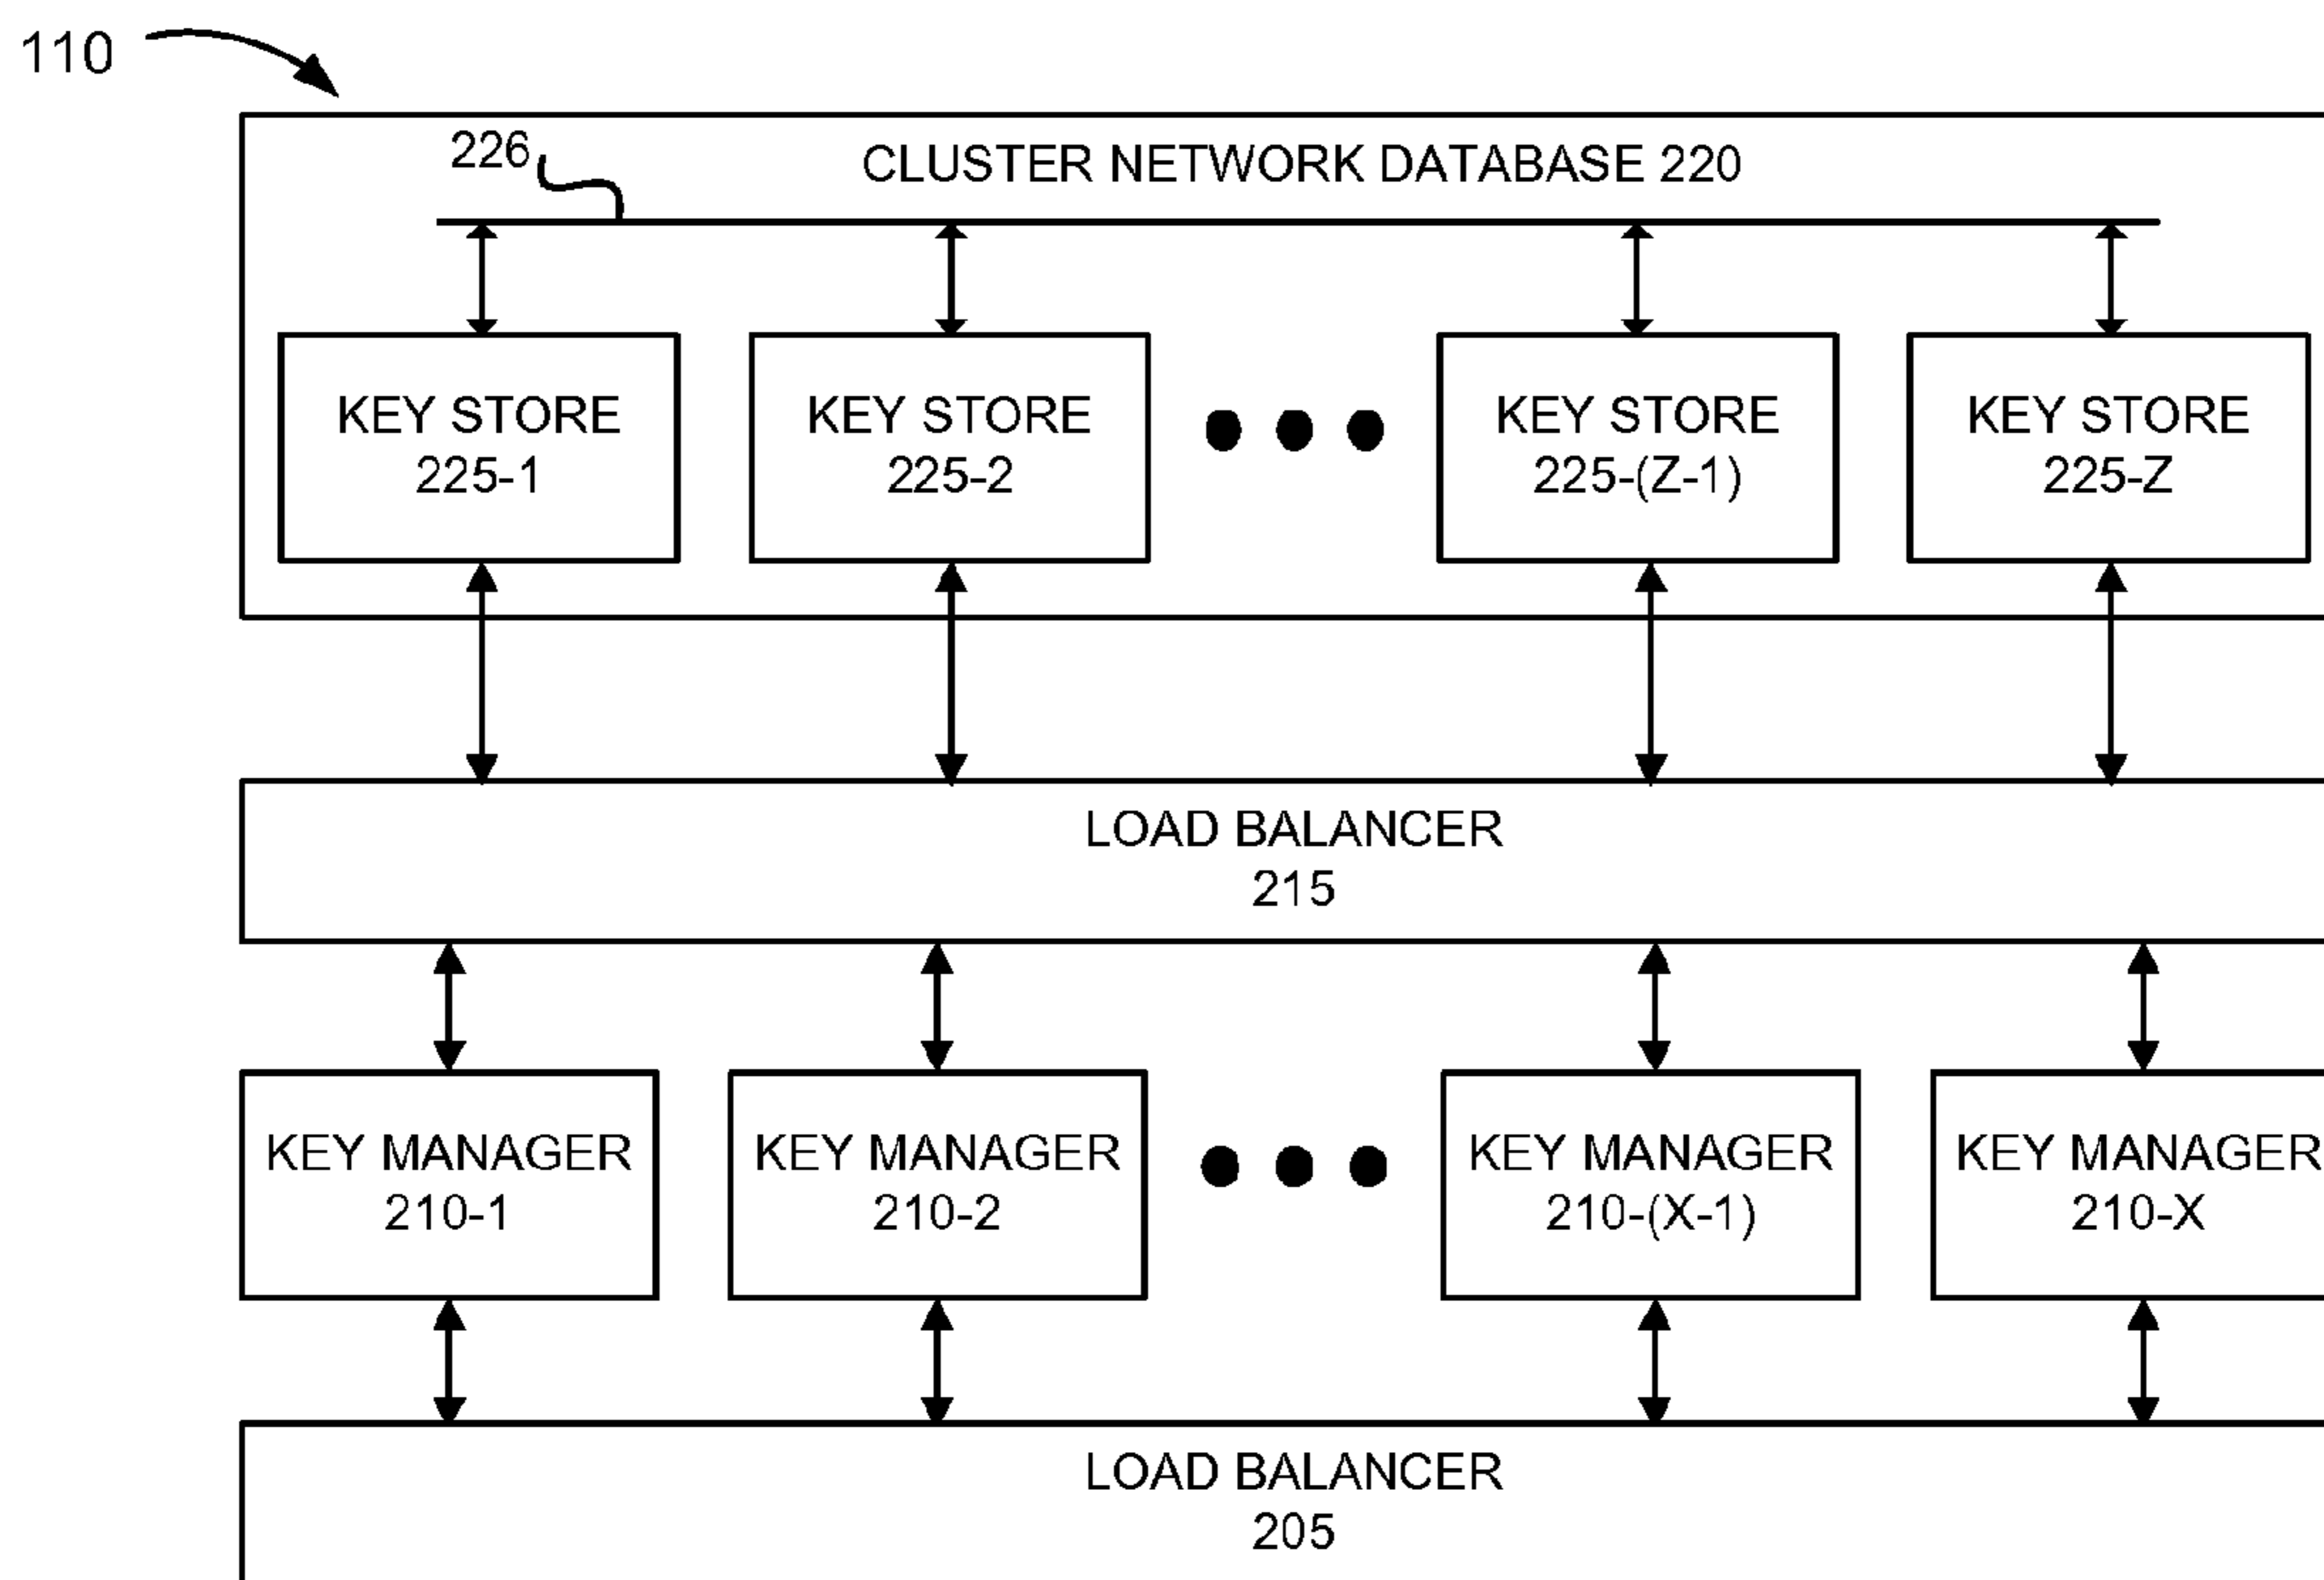 110
226
CLUSTER NETWORK DATABASE 220
KEY STORE
225-1
KEY STORE
225-2
KEY STORE
225-(Z-1)
KEY STORE
225-Z
LOAD BALANCER
215
KEY MANAGER
210-1
KEY MANAGER
210-2
KEY MANAGER
210-(X-1)
KEY MANAGER
210-X
LOAD BALANCER
205